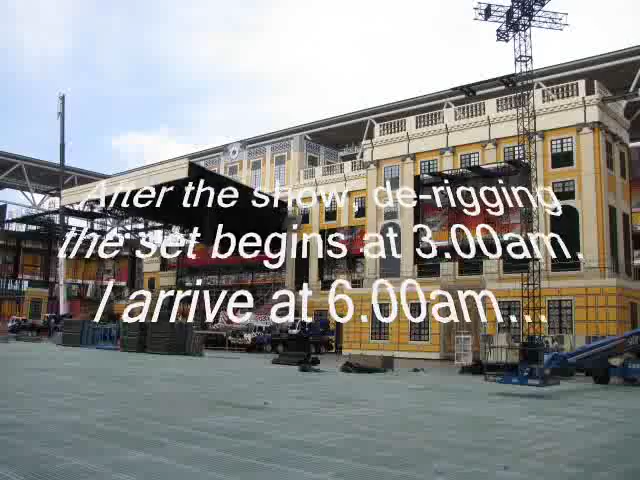 After the show, de-rigging
the set begins at 3.00am.
I arrive at 6.00am...